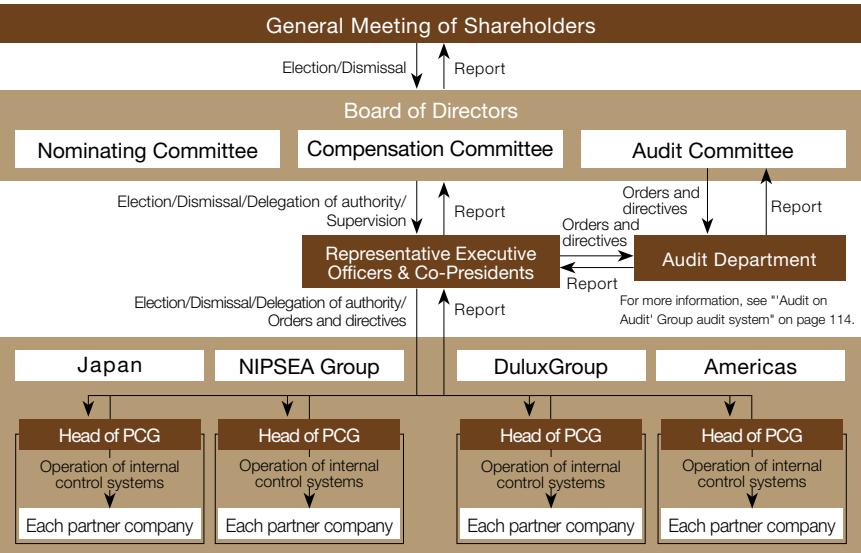 General Meeting of Shareholders
Election/Dismissal
Report
Board of Directors
Nominating Committee
Compensation Committee
Audit Committee
Election/Dismissal/Delegation of authority/
Supervision
Report
Orders and
directives
Report
Representative Executive
Officers & Co-Presidents
Orders and
directives
Report
Audit Department
For more information, see "'Audit on
Audit' Group audit system" on page 114.
Election/Dismissal/Delegation of authority/
Orders and directives
Report
Japan
NIPSEA Group
DuluxGroup
Americas
Head of PCG
Head of PCG
Head of PCG
Head of PCG
Operation of internal
control systems
Operation of internal
control systems
Operation of internal
control systems
Operation of internal
control systems
Each partner company
Each partner company
Each partner company
Each partner company